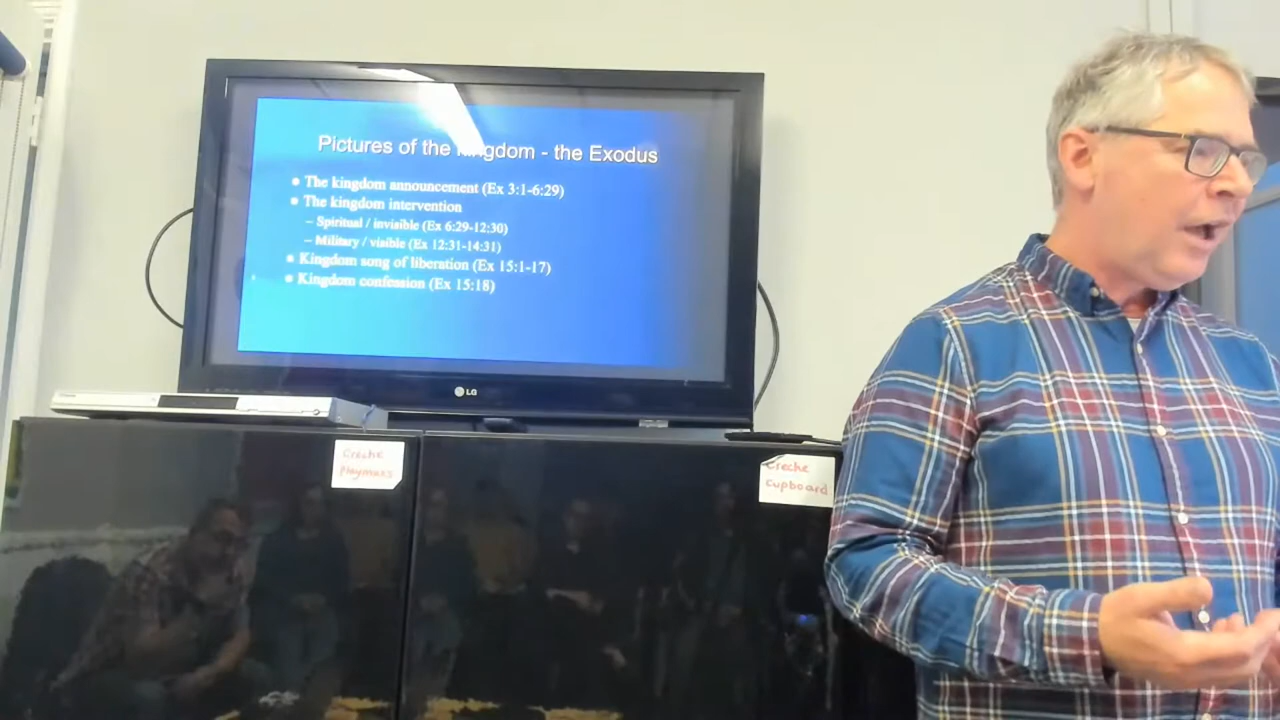 Pictures of the kingdom - the Exodus
• The kingdom announcement (Ex 3:1-6:29)
• The kingdom intervention
– Spiritual / invisible (Ex 6:29-12:30)
– Military / visible (Ex 12:31-14:31)
• Kingdom song of liberation (Ex 15:1-17)
• Kingdom confession (Ex 15:18)
LG
Creche
Playmats
Creche
Cupboard